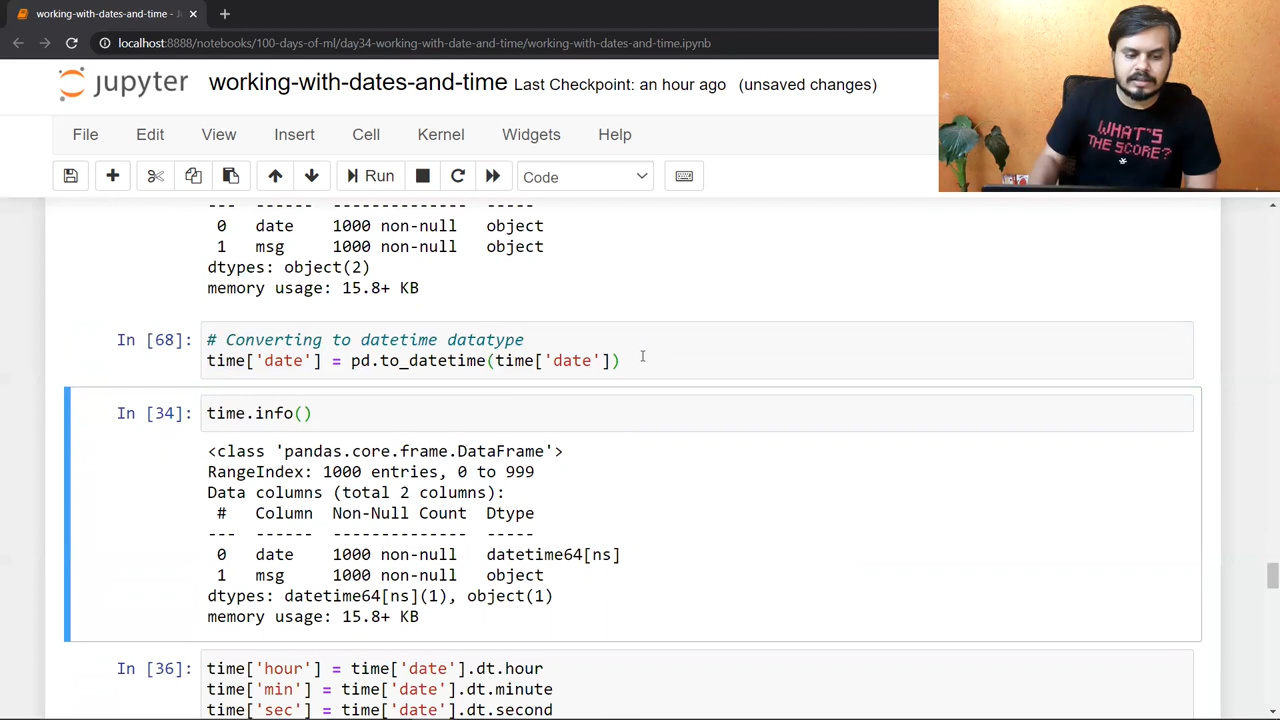 working-with-dates-and-time - Ju
localhost:8888/notebooks/100-days-of-ml/day34-working-with-date-and-time/working-with-dates-and-time.ipynb
jupyter working-with-dates-and-time Last Checkpoint: an hour ago (unsaved changes)
WHAT'S
THE SCORE?
File Edit View Insert Cell Kernel Widgets Help
Run Code
--- ------ -------------- -----
0 date 1000 non-null object
1 msg 1000 non-null object
dtypes: object(2)
memory usage: 15.8+ KB
In [68]: # Converting to datetime datatype
time['date'] = pd.to_datetime(time['date'])
In [34]: time.info()
<class 'pandas.core.frame.DataFrame'>
RangeIndex: 1000 entries, 0 to 999
Data columns (total 2 columns):
# Column Non-Null Count Dtype
--- ------ -------------- -----
0 date 1000 non-null datetime64[ns]
1 msg 1000 non-null object
dtypes: datetime64[ns](1), object(1)
memory usage: 15.8+ KB
In [36]: time['hour'] = time['date'].dt.hour
time['min'] = time['date'].dt.minute
time['sec'] = time['date'].dt.second